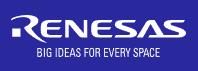 RENESAS
BIG IDEAS FOR EVERY SPACE